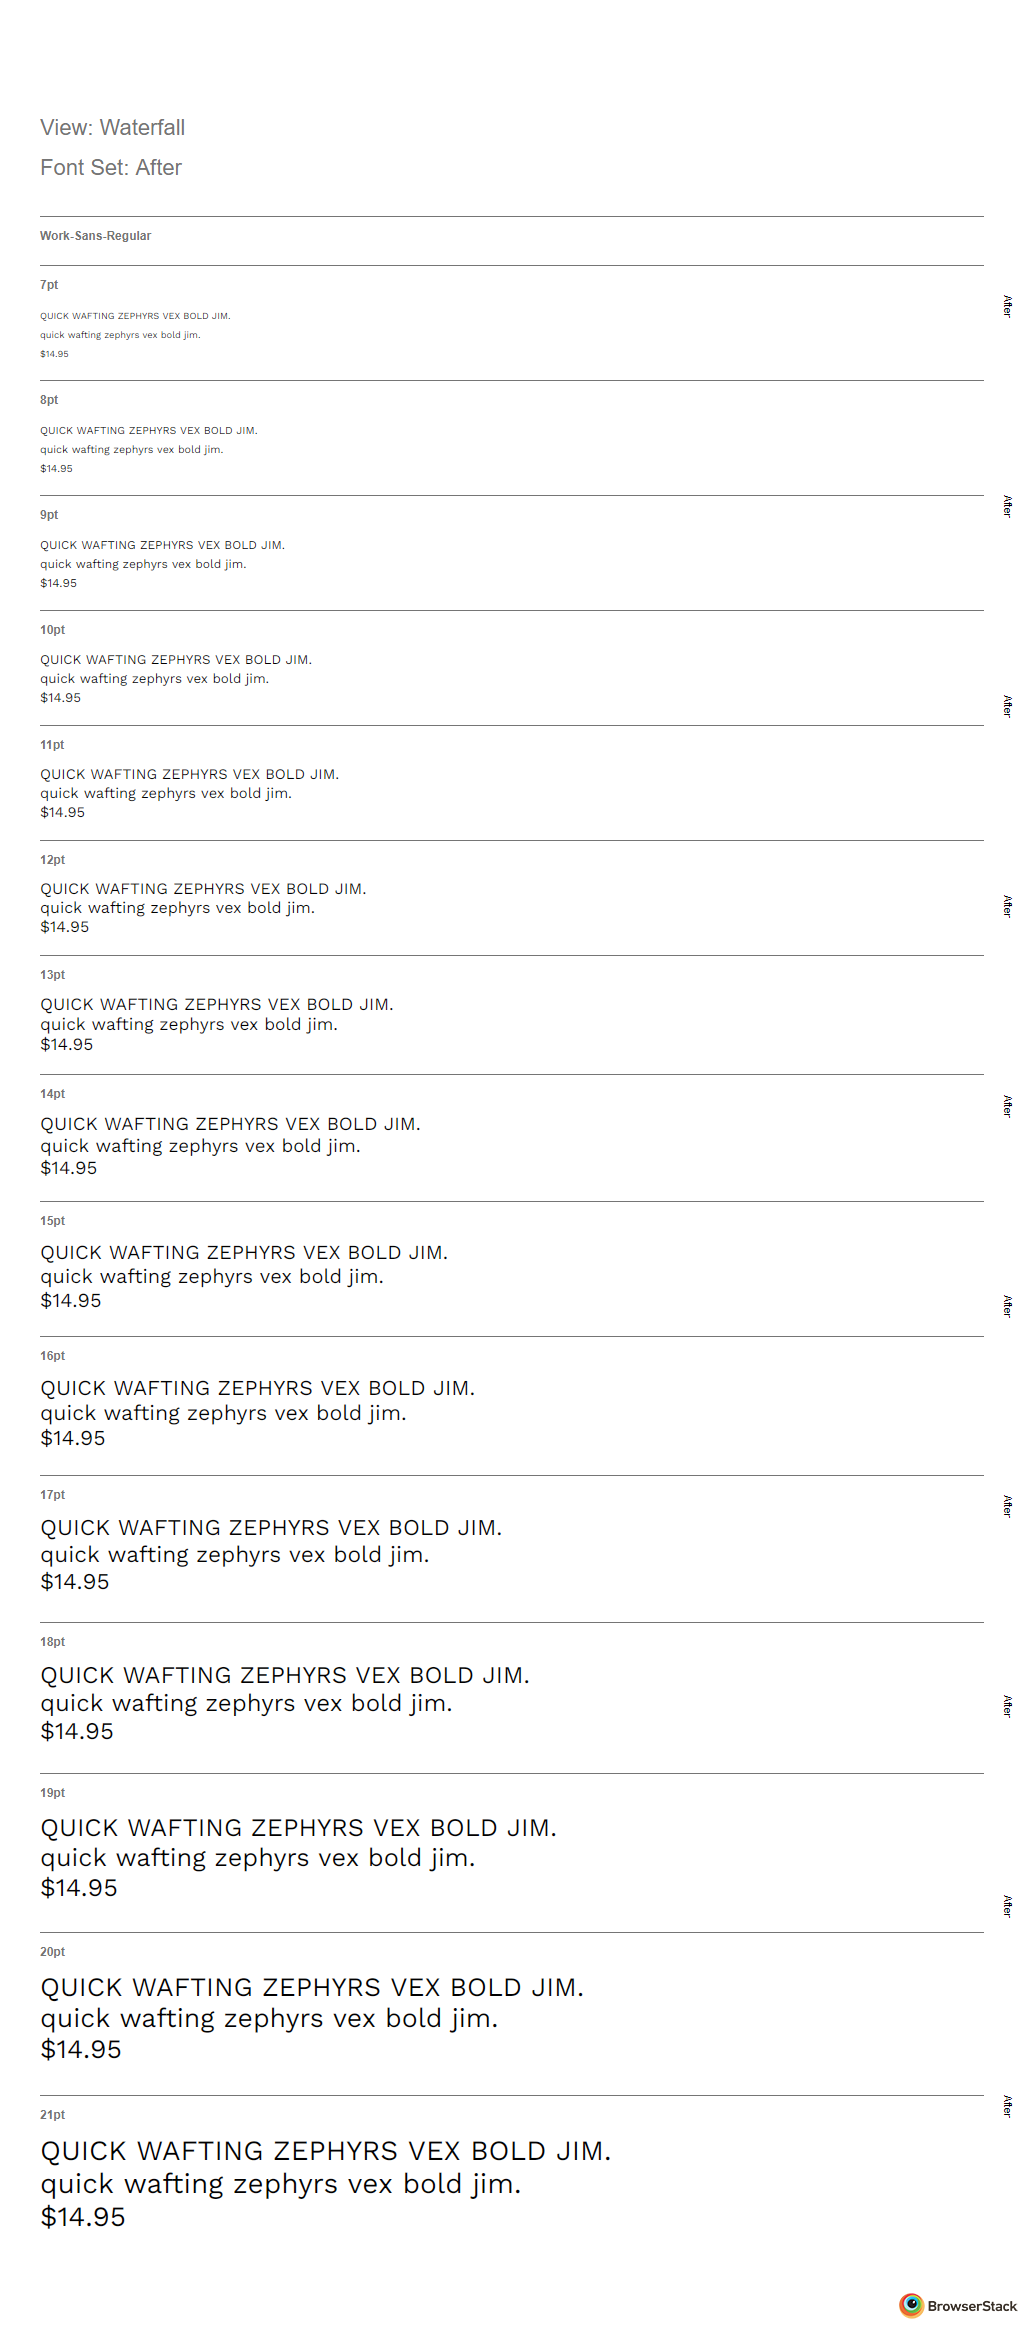 View: Waterfall
Font Set: After
Work-Sans-Regular
7pt
QUICK WAFTING ZEPHYRS VEX BOLD JIM.
quick wafting zephyrs vex bold jim.
$14.95
After
8pt
QUICK WAFTING ZEPHYRS VEX BOLD JIM.
quick wafting zephyrs vex bold jim.
$14.95
After
9pt
QUICK WAFTING ZEPHYRS VEX BOLD JIM.
quick wafting zephyrs vex bold jim.
$14.95
10pt
QUICK WAFTING ZEPHYRS VEX BOLD JIM.
quick wafting zephyrs vex bold jim.
$14.95
After
11pt
QUICK WAFTING ZEPHYRS VEX BOLD JIM.
quick wafting zephyrs vex bold jim.
$14.95
12pt
QUICK WAFTING ZEPHYRS VEX BOLD JIM.
quick wafting zephyrs vex bold jim.
$14.95
After
13pt
QUICK WAFTING ZEPHYRS VEX BOLD JIM.
quick wafting zephyrs vex bold jim.
$14.95
14pt
QUICK WAFTING ZEPHYRS VEX BOLD JIM.
quick wafting zephyrs vex bold jim.
$14.95
After
15pt
QUICK WAFTING ZEPHYRS VEX BOLD JIM.
quick wafting zephyrs vex bold jim.
$14.95
After
16pt
QUICK WAFTING ZEPHYRS VEX BOLD JIM.
quick wafting zephyrs vex bold jim.
$14.95
17pt
QUICK WAFTING ZEPHYRS VEX BOLD JIM.
quick wafting zephyrs vex bold jim.
$14.95
After
18pt
QUICK WAFTING ZEPHYRS VEX BOLD JIM.
quick wafting zephyrs vex bold jim.
$14.95
After
19pt
QUICK WAFTING ZEPHYRS VEX BOLD JIM.
quick wafting zephyrs vex bold jim.
$14.95
After
20pt
QUICK WAFTING ZEPHYRS VEX BOLD JIM.
quick wafting zephyrs vex bold jim.
$14.95
After
21pt
QUICK WAFTING ZEPHYRS VEX BOLD JIM.
quick wafting zephyrs vex bold jim.
$14.95
BrowserStack